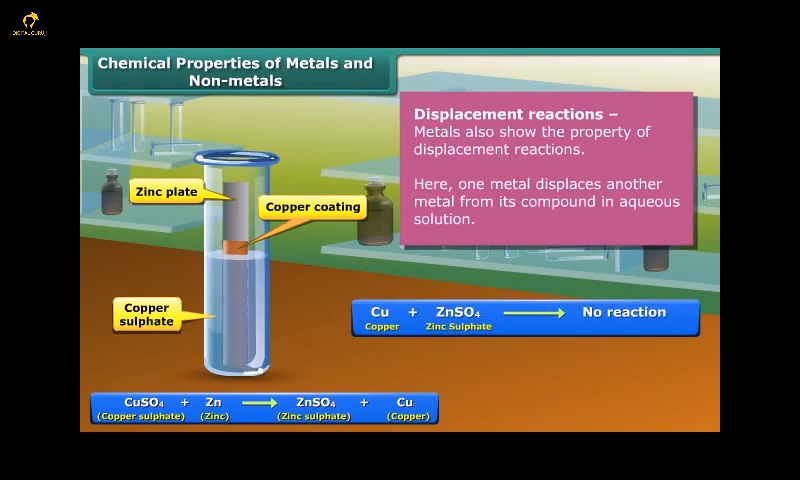 DIGITAL GURUJI
Chemical Properties of Metals and
Non-metals
Displacement reactions –
Metals also show the property of
displacement reactions.
Here, one metal displaces another
metal from its compound in aqueous
solution.
Zinc plate
Copper coating
Copper
sulphate
Cu + ZnSO₄ ⟶ No reaction
Copper Zinc Sulphate
CuSO₄ + Zn ⟶ ZnSO₄ + Cu
(Copper sulphate) (Zinc) (Zinc sulphate) (Copper)